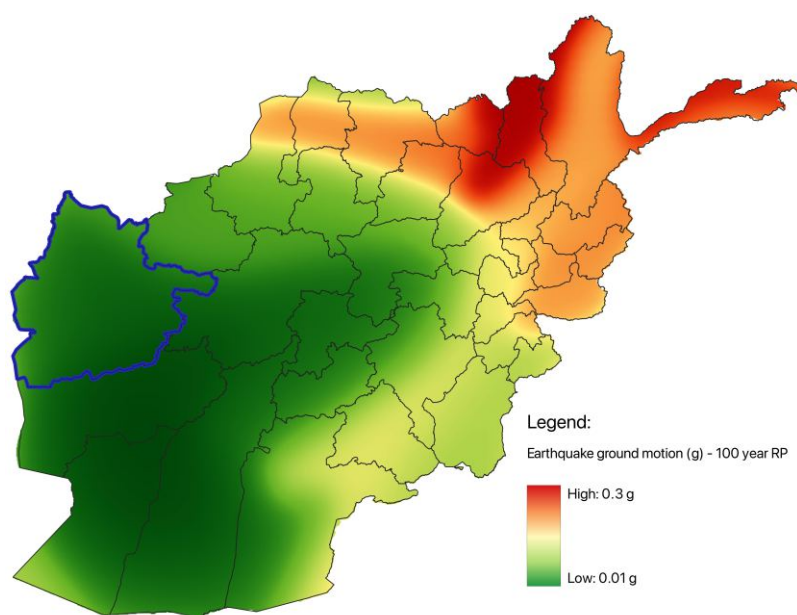 Legend:
Earthquake ground motion (g) - 100 year RP
High: 0.3 g
Low: 0.01 g